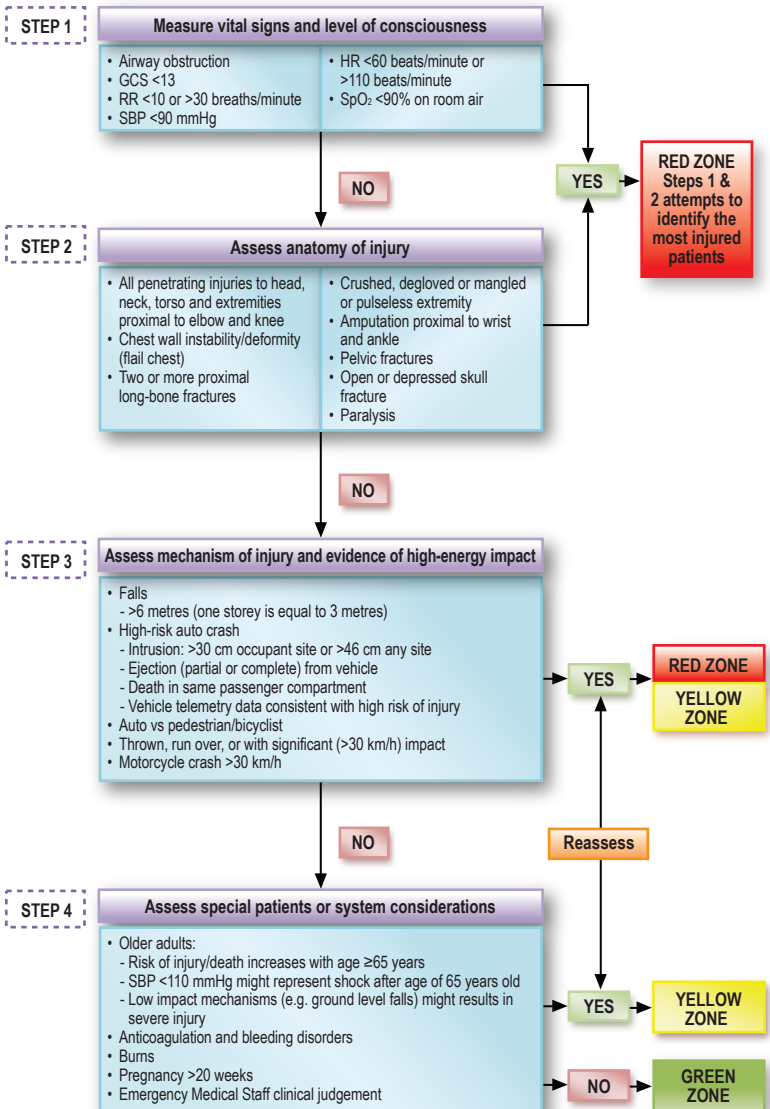 STEP 1
Measure vital signs and level of consciousness
• Airway obstruction
• GCS <13
• RR <10 or >30 breaths/minute
• SBP <90 mmHg
• HR <60 beats/minute or
>110 beats/minute
• SpO₂ <90% on room air
YES
RED ZONE
Steps 1 &
2 attempts to
identify the
most injured
patients
NO
STEP 2
Assess anatomy of injury
• All penetrating injuries to head,
neck, torso and extremities
proximal to elbow and knee
• Chest wall instability/deformity
(flail chest)
• Two or more proximal
long-bone fractures
• Crushed, degloved or mangled
or pulseless extremity
• Amputation proximal to wrist
and ankle
• Pelvic fractures
• Open or depressed skull
fracture
• Paralysis
NO
STEP 3
Assess mechanism of injury and evidence of high-energy impact
• Falls
- >6 metres (one storey is equal to 3 metres)
• High-risk auto crash
- Intrusion: >30 cm occupant site or >46 cm any site
- Ejection (partial or complete) from vehicle
- Death in same passenger compartment
- Vehicle telemetry data consistent with high risk of injury
• Auto vs pedestrian/bicyclist
• Thrown, run over, or with significant (>30 km/h) impact
• Motorcycle crash >30 km/h
YES
RED ZONE
YELLOW
ZONE
NO
Reassess
STEP 4
Assess special patients or system considerations
• Older adults:
- Risk of injury/death increases with age ≥65 years
- SBP <110 mmHg might represent shock after age of 65 years old
- Low impact mechanisms (e.g. ground level falls) might results in
severe injury
• Anticoagulation and bleeding disorders
• Burns
• Pregnancy >20 weeks
• Emergency Medical Staff clinical judgement
YES
YELLOW
ZONE
NO
GREEN
ZONE